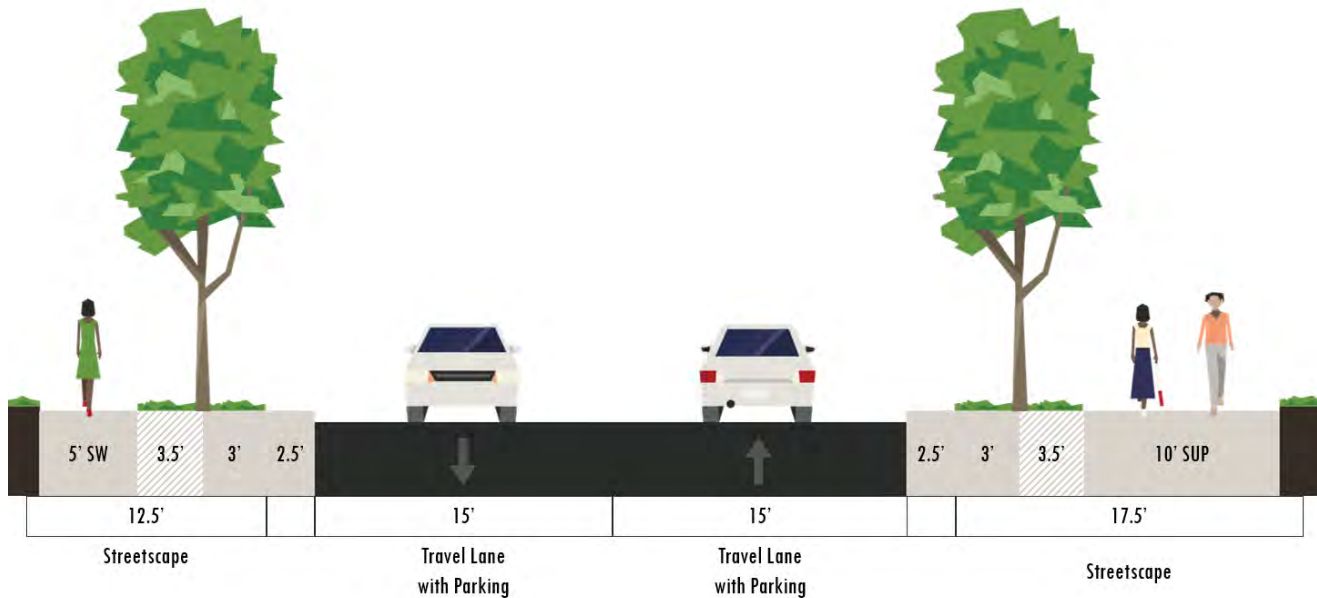 5' SW
3.5'
3'
2.5'
2.5'
3'
3.5'
10' SUP
12.5'
15'
15'
17.5'
Streetscape
Travel Lane
with Parking
Travel Lane
with Parking
Streetscape